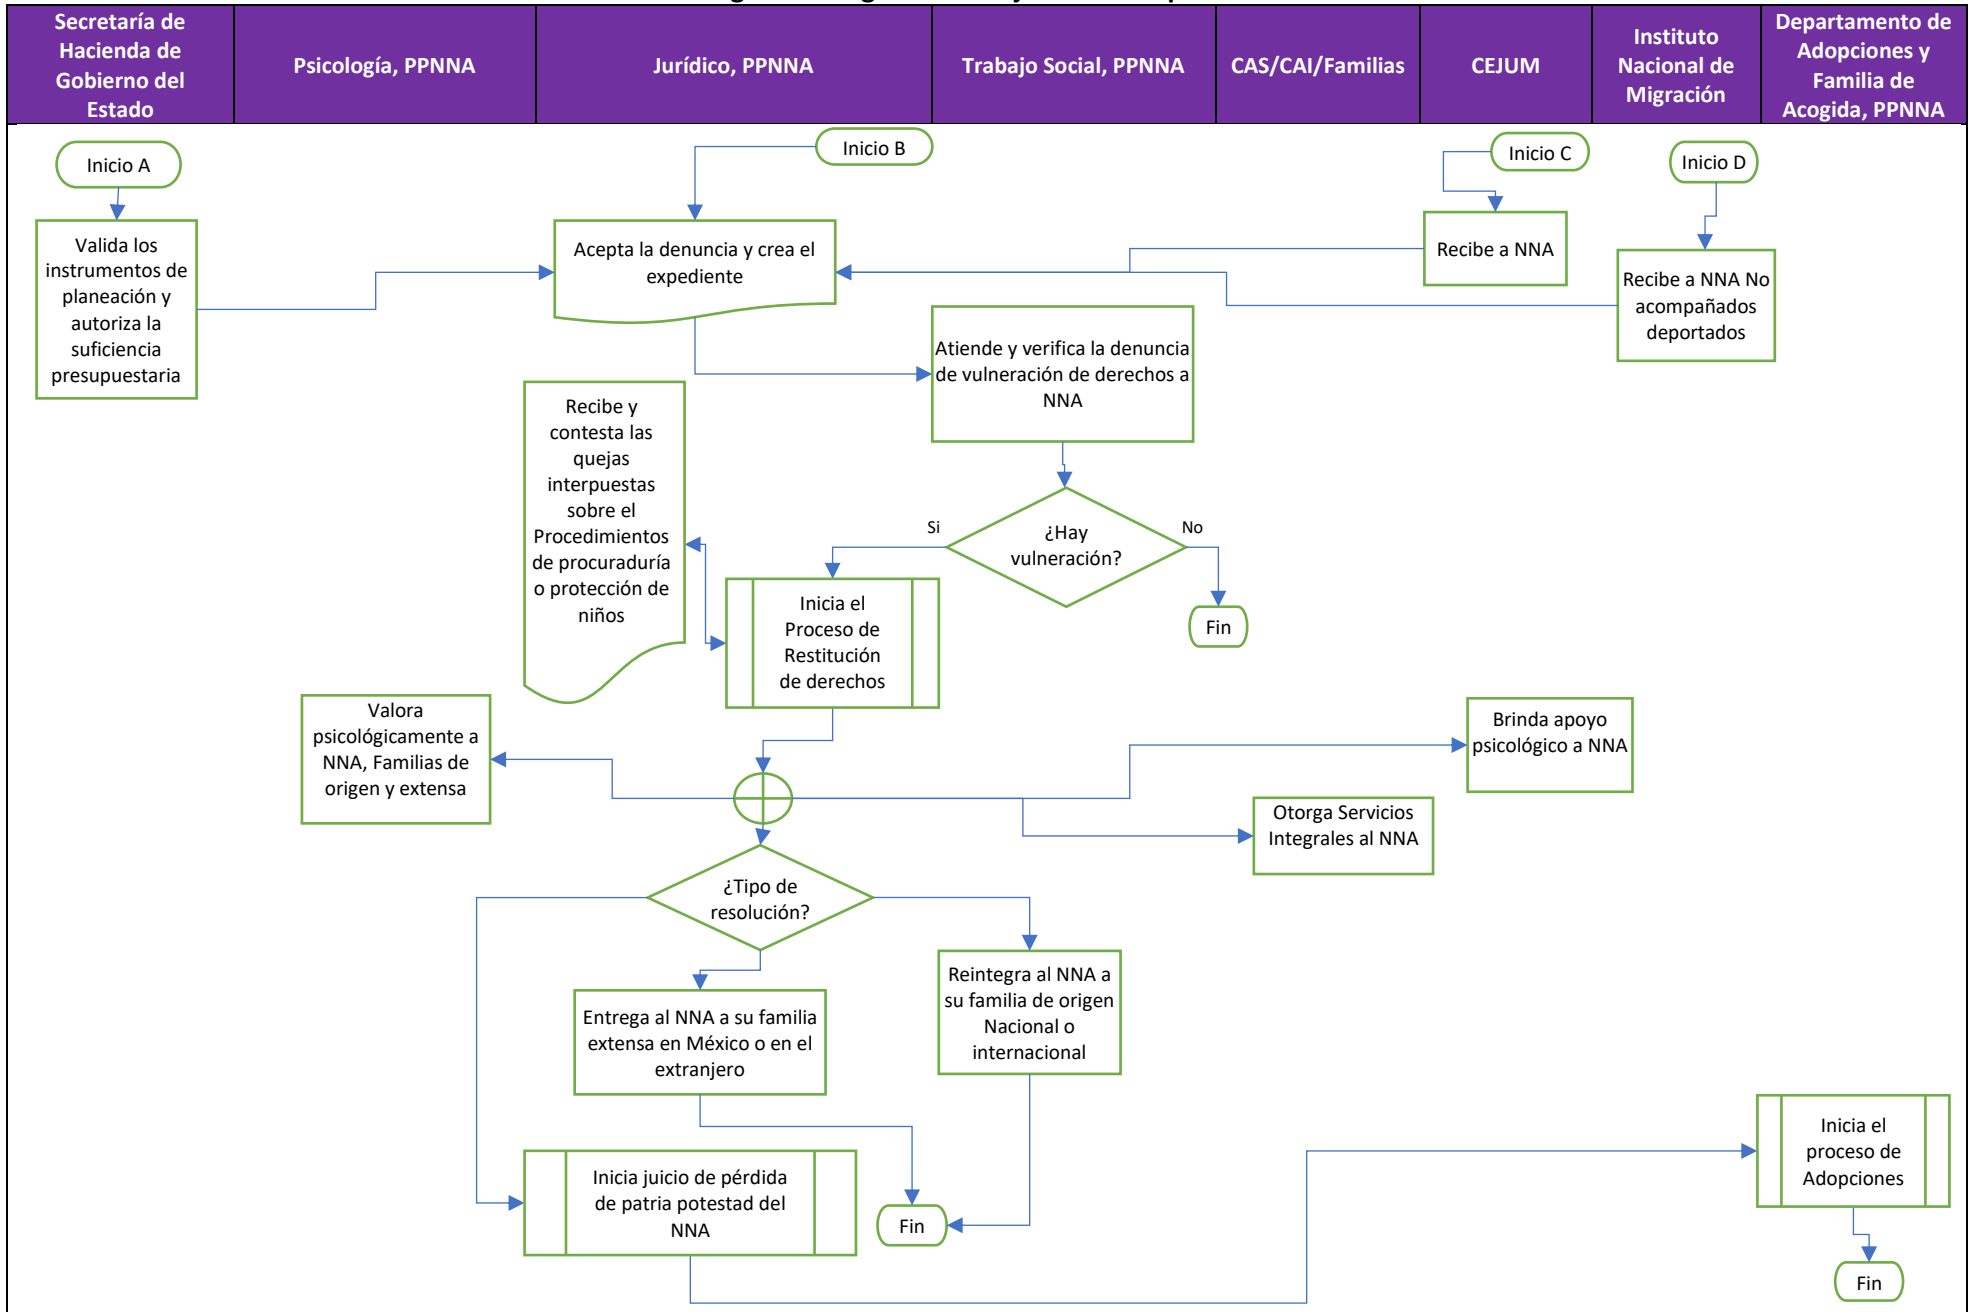 Secretaría de
Hacienda de
Gobierno del
Estado
Psicología, PPNNA
Jurídico, PPNNA
Trabajo Social, PPNNA
CAS/CAI/Familias
CEJUM
Instituto
Nacional de
Migración
Departamento de
Adopciones y
Familia de
Acogida, PPNNA
Inicio A
Inicio B
Inicio C
Inicio D
Valida los
instrumentos de
planeación y
autoriza la
suficiencia
presupuestaria
Acepta la denuncia y crea el
expediente
Recibe a NNA
Recibe a NNA No
acompañados
deportados
Atiende y verifica la denuncia
de vulneración de derechos a
NNA
Recibe y
contesta las
quejas
interpuestas
sobre el
Procedimientos
de procuraduría
o protección de
niños
Si
¿Hay
vulneración?
No
Fin
Inicia el
Proceso de
Restitución
de derechos
Valora
psicológicamente a
NNA, Familias de
origen y extensa
Brinda apoyo
psicológico a NNA
Otorga Servicios
Integrales al NNA
¿Tipo de
resolución?
Reintegra al NNA a
su familia de origen
Nacional o
internacional
Entrega al NNA a su familia
extensa en México o en el
extranjero
Inicia juicio de pérdida
de patria potestad del
NNA
Fin
Inicia el
proceso de
Adopciones
Fin